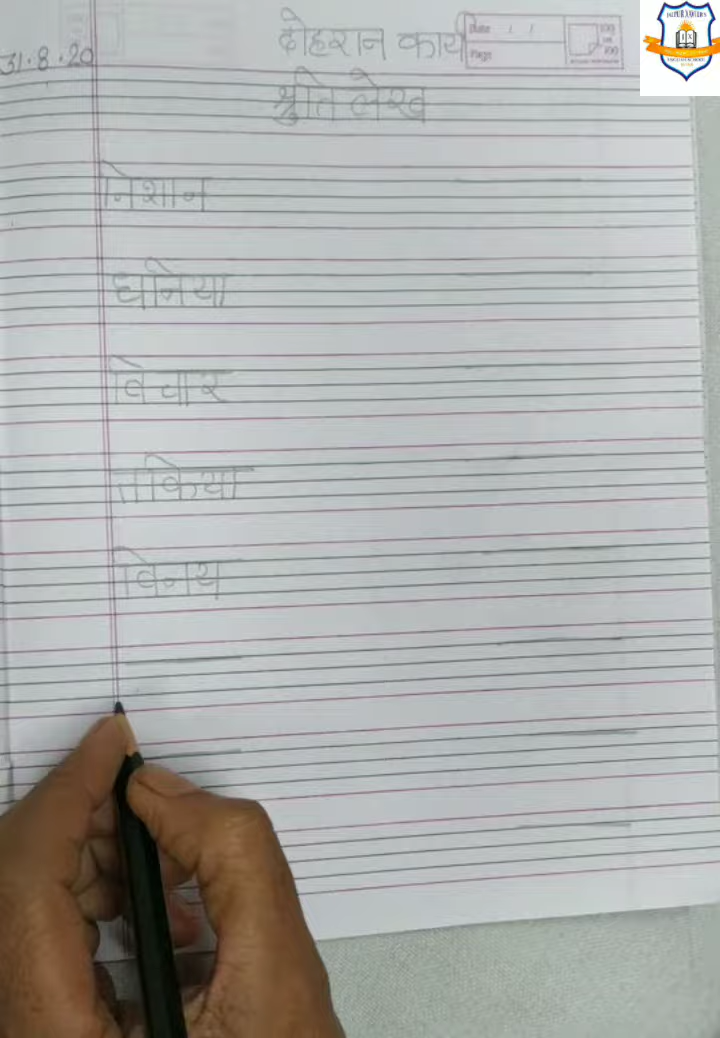 31.8.20
दोहरान कार्य
Date / /
Page
श्रुति लेख
निशान
धनिया
विचार
तकिया
विनय